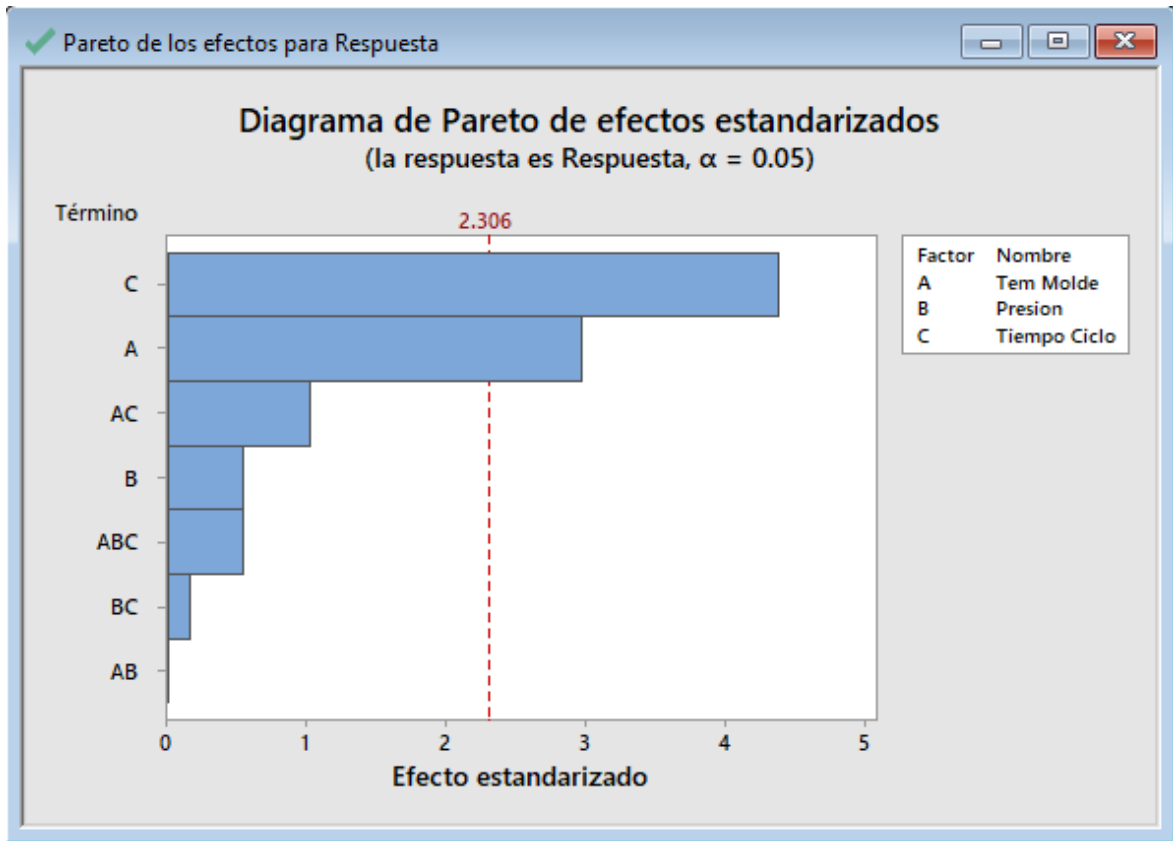 Pareto de los efectos para Respuesta
Diagrama de Pareto de efectos estandarizados
(la respuesta es Respuesta, α = 0.05)
Término
2.306
C
A
AC
B
ABC
BC
AB
0 1 2 3 4 5
Efecto estandarizado
Factor Nombre
A Tem Molde
B Presion
C Tiempo Ciclo